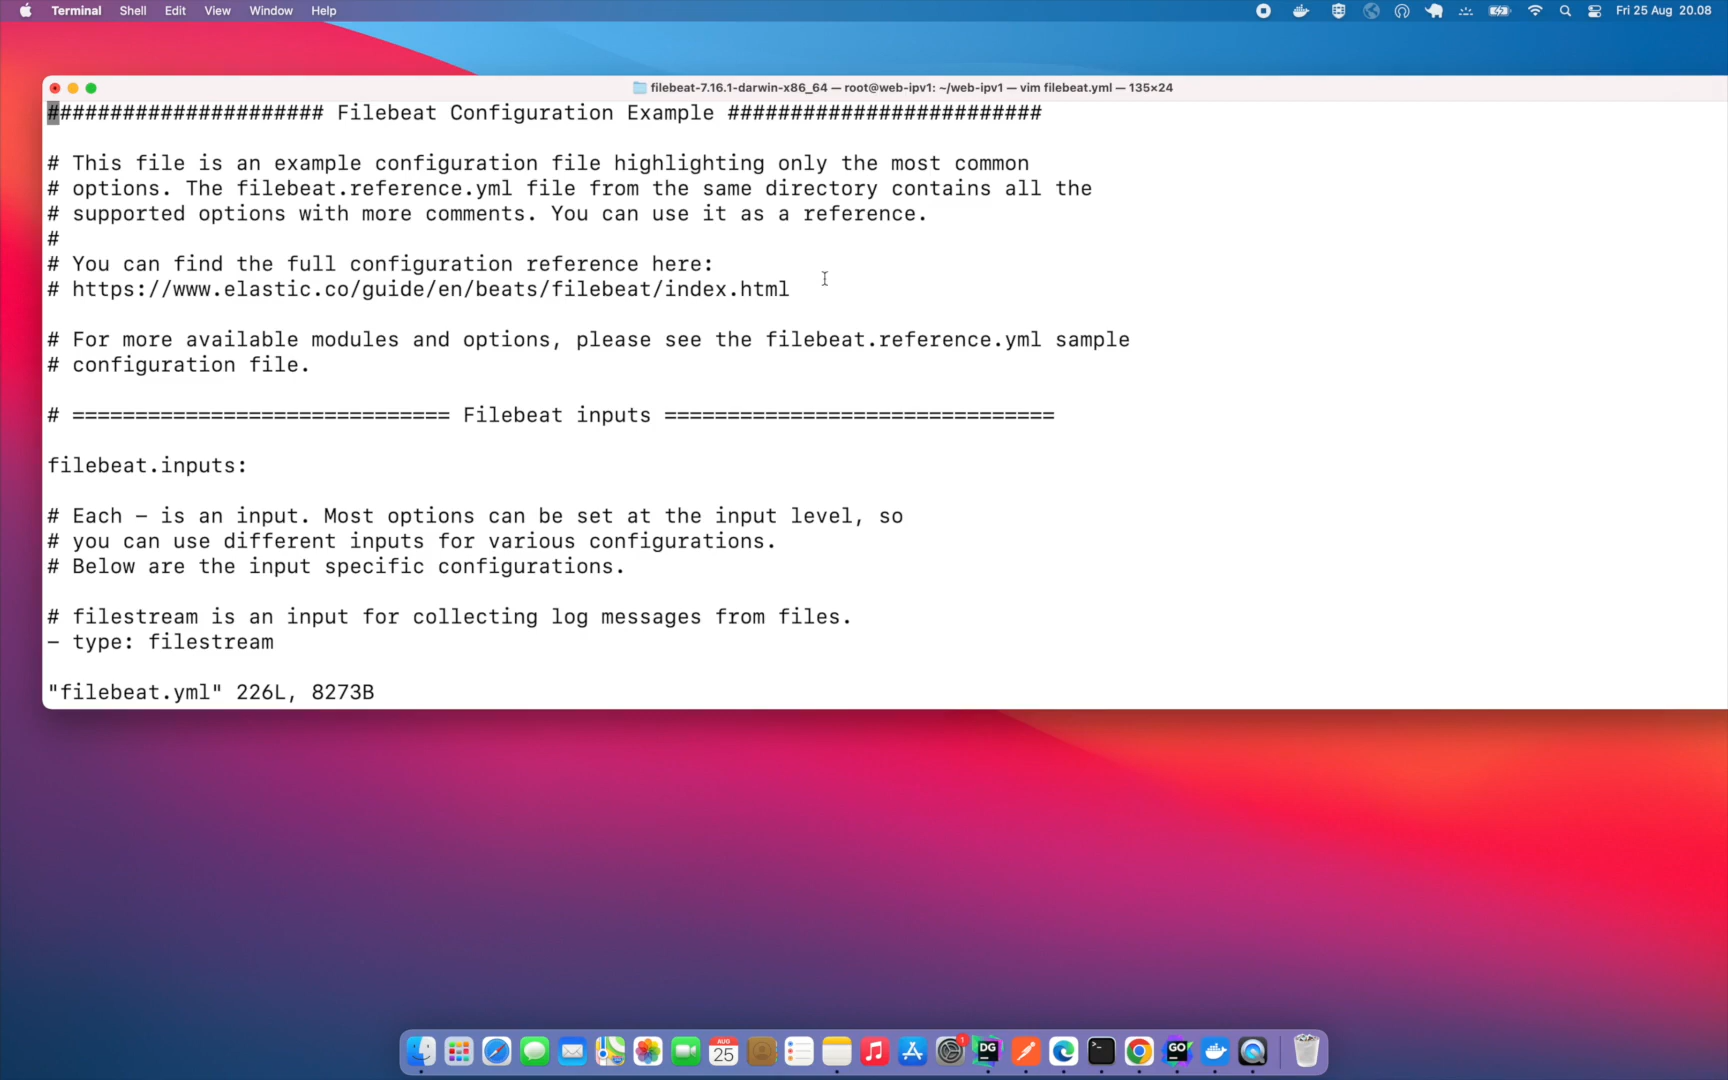 Terminal Shell Edit View Window Help Fri 25 Aug 20.08
filebeat-7.16.1-darwin-x86_64 — root@web-ipv1: ~/web-ipv1 — vim filebeat.yml — 135×24
###################### Filebeat Configuration Example #########################
# This file is an example configuration file highlighting only the most common
# options. The filebeat.reference.yml file from the same directory contains all the
# supported options with more comments. You can use it as a reference.
#
# You can find the full configuration reference here:
# https://www.elastic.co/guide/en/beats/filebeat/index.html
# For more available modules and options, please see the filebeat.reference.yml sample
# configuration file.
# ============================== Filebeat inputs ===============================
filebeat.inputs:
# Each - is an input. Most options can be set at the input level, so
# you can use different inputs for various configurations.
# Below are the input specific configurations.
# filestream is an input for collecting log messages from files.
- type: filestream
"filebeat.yml" 226L, 8273B
AUG
25
1
DG
>_
GO